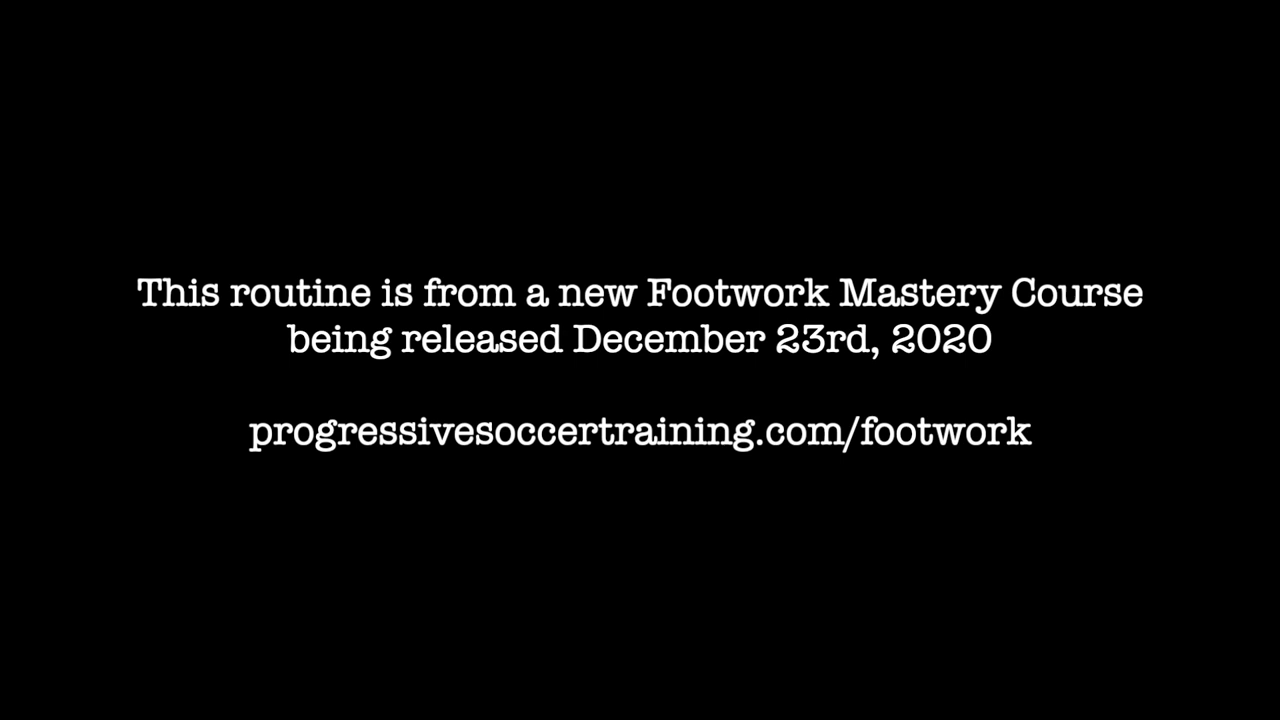 This routine is from a new Footwork Mastery Course
being released December 23rd, 2020
progressivesoccertraining.com/footwork